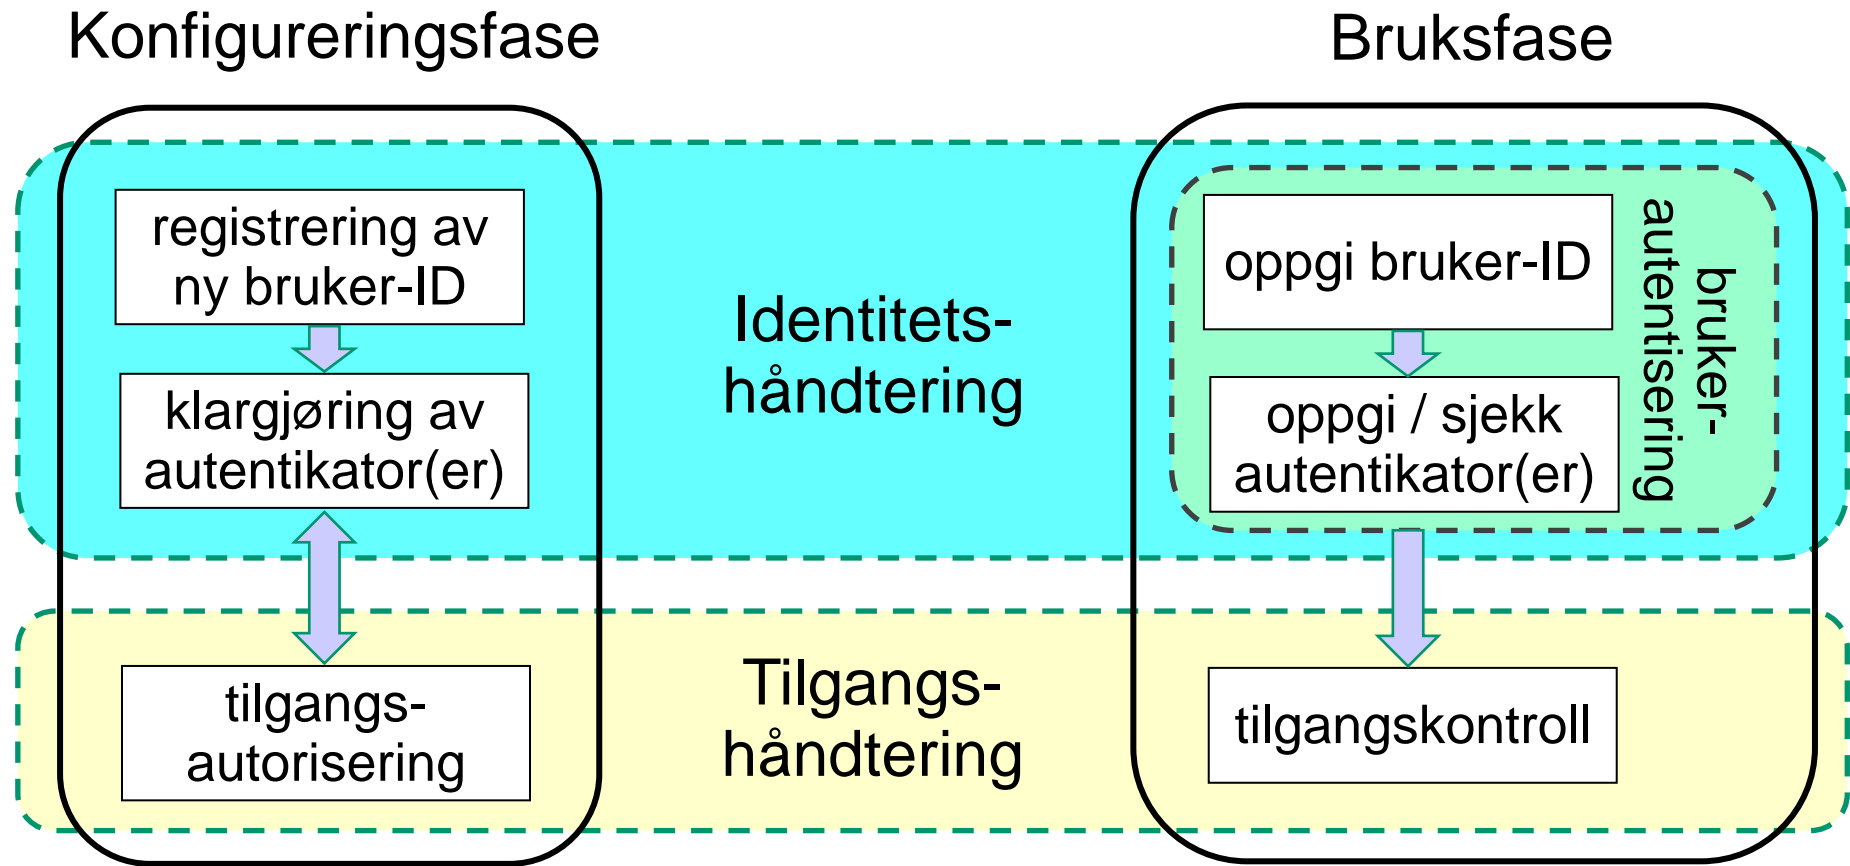 Konfigureringsfase
Bruksfase
registrering av
ny bruker-ID
klargjøring av
autentikator(er)
tilgangs-
autorisering
Identitets-
håndtering
Tilgangs-
håndtering
oppgi bruker-ID
oppgi / sjekk
autentikator(er)
bruker-
autentisering
tilgangskontroll